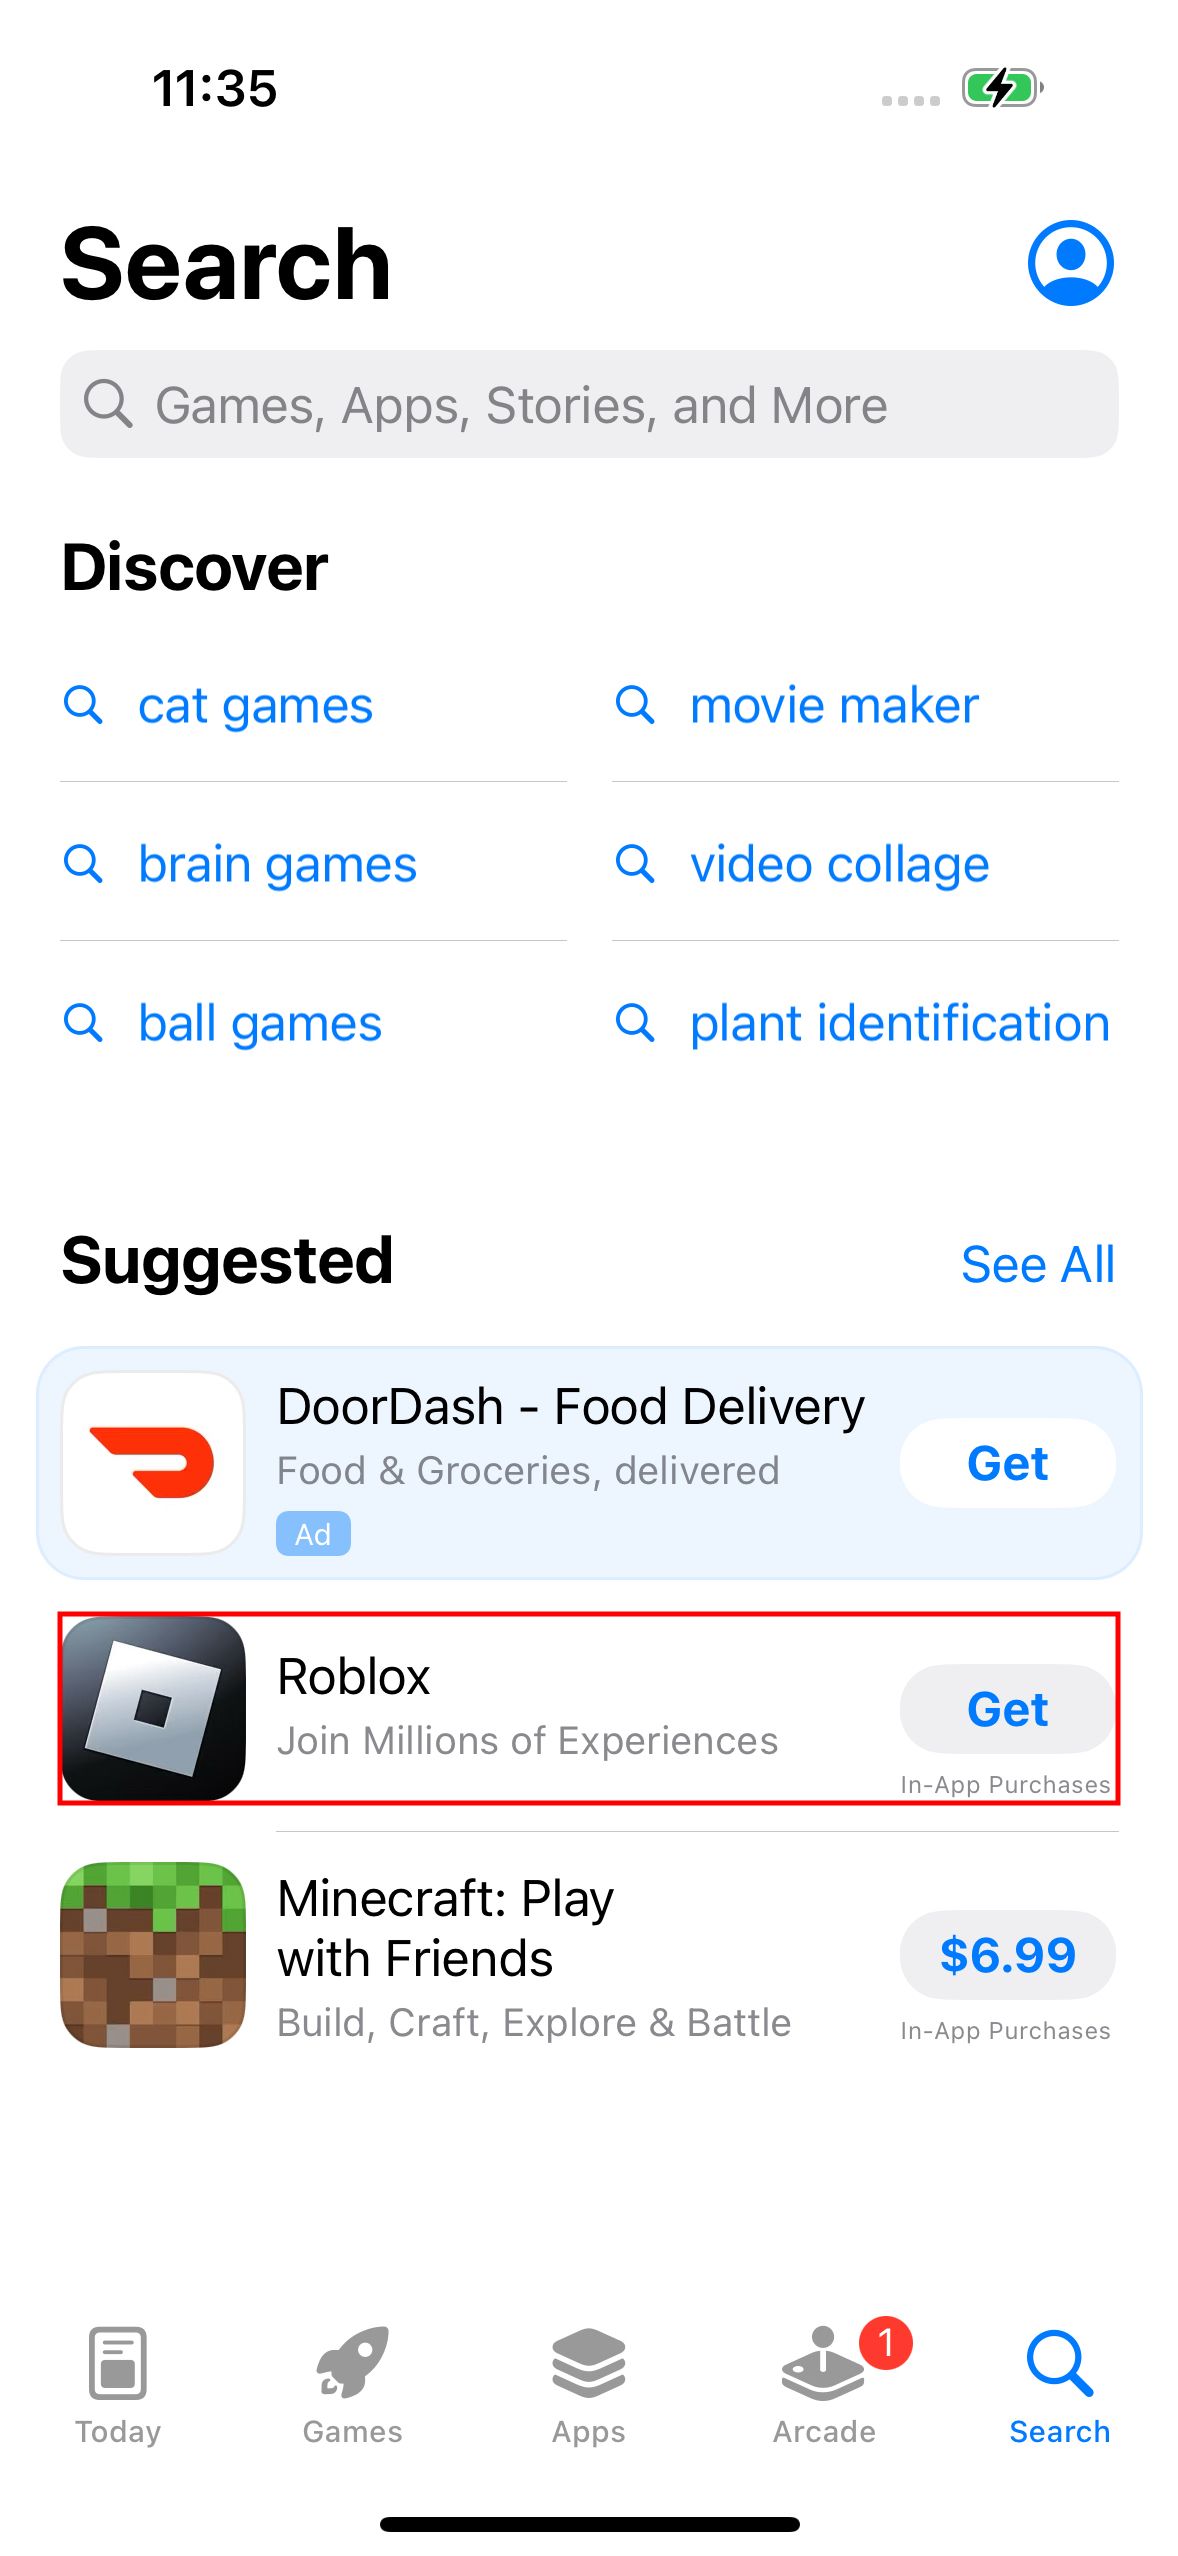 11:35
Search
Games, Apps, Stories, and More
Discover
cat games
movie maker
brain games
video collage
ball games
plant identification
Suggested
See All
DoorDash - Food Delivery
Food & Groceries, delivered
Ad
Get
Roblox
Join Millions of Experiences
Get
In-App Purchases
Minecraft: Play
with Friends
Build, Craft, Explore & Battle
$6.99
In-App Purchases
1
Today
Games
Apps
Arcade
Search